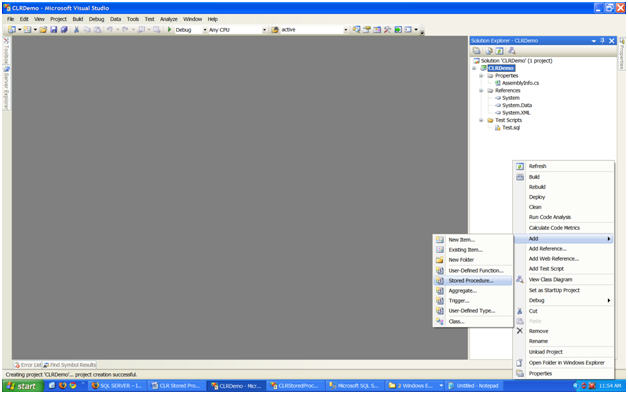 CLRDemo - Microsoft Visual Studio
File Edit View Project Build Debug Data Tools Test Analyze Window Help
Debug Any CPU active
Toolbox
Server Explorer
Solution Explorer - CLRDemo
Properties
Solution 'CLRDemo' (1 project)
CLRDemo
Properties
AssemblyInfo.cs
References
System
System.Data
System.XML
Test Scripts
Test.sql
Refresh
Build
Rebuild
Deploy
Clean
Run Code Analysis
Calculate Code Metrics
Add
Add Reference...
Add Web Reference...
Add Test Script
View Class Diagram
Set as StartUp Project
Debug
Cut
Paste
Remove
Rename
Unload Project
Open Folder in Windows Explorer
Properties
New Item...
Existing Item...
New Folder
User-Defined Function...
Stored Procedure...
Aggregate...
Trigger...
User-Defined Type...
Class...
Error List Find Symbol Results
Creating project 'CLRDemo'... project creation successful.
start SQL SERVER – I... CLR Stored Pro... CLRDemo - Micr... CLRStoredProc... Microsoft SQL S... 2 Windows E... Untitled - Notepad 11:54 AM